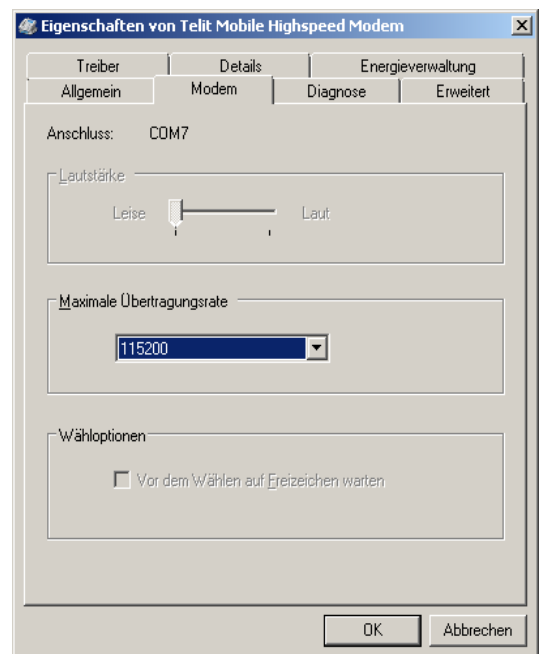 Eigenschaften von Telit Mobile Highspeed Modem
Treiber Details Energieverwaltung
Allgemein Modem Diagnose Erweitert
Anschluss: COM7
Lautstärke
Leise Laut
Maximale Übertragungsrate
115200
Wähloptionen
Vor dem Wählen auf Freizeichen warten
OK Abbrechen